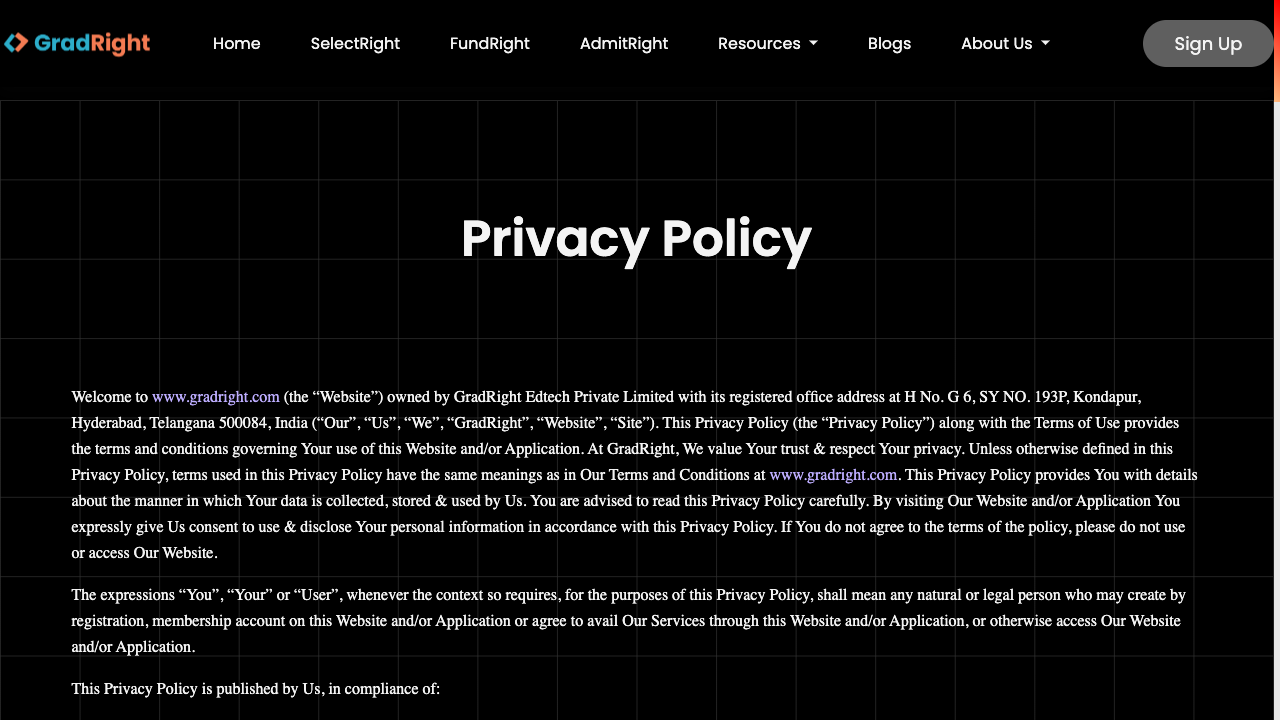 GradRight
Home
SelectRight
FundRight
AdmitRight
Resources
Blogs
About Us
Sign Up
Privacy Policy
Welcome to www.gradright.com (the “Website”) owned by GradRight Edtech Private Limited with its registered office address at H No. G 6, SY NO. 193P, Kondapur,
Hyderabad, Telangana 500084, India (“Our”, “Us”, “We”, “GradRight”, “Website”, “Site”). This Privacy Policy (the “Privacy Policy”) along with the Terms of Use provides
the terms and conditions governing Your use of this Website and/or Application. At GradRight, We value Your trust & respect Your privacy. Unless otherwise defined in this
Privacy Policy, terms used in this Privacy Policy have the same meanings as in Our Terms and Conditions at www.gradright.com. This Privacy Policy provides You with details
about the manner in which Your data is collected, stored & used by Us. You are advised to read this Privacy Policy carefully. By visiting Our Website and/or Application You
expressly give Us consent to use & disclose Your personal information in accordance with this Privacy Policy. If You do not agree to the terms of the policy, please do not use
or access Our Website.
The expressions “You”, “Your” or “User”, whenever the context so requires, for the purposes of this Privacy Policy, shall mean any natural or legal person who may create by
registration, membership account on this Website and/or Application or agree to avail Our Services through this Website and/or Application, or otherwise access Our Website
and/or Application.
This Privacy Policy is published by Us, in compliance of: